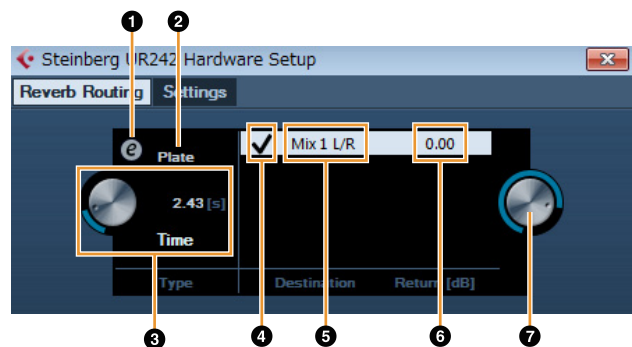 1 2
Steinberg UR242 Hardware Setup
Reverb Routing Settings
e Plate ✓ Mix 1 L/R 0.00
2.43 [s]
Time
Type Destination Return [dB]
3 4 5 6 7